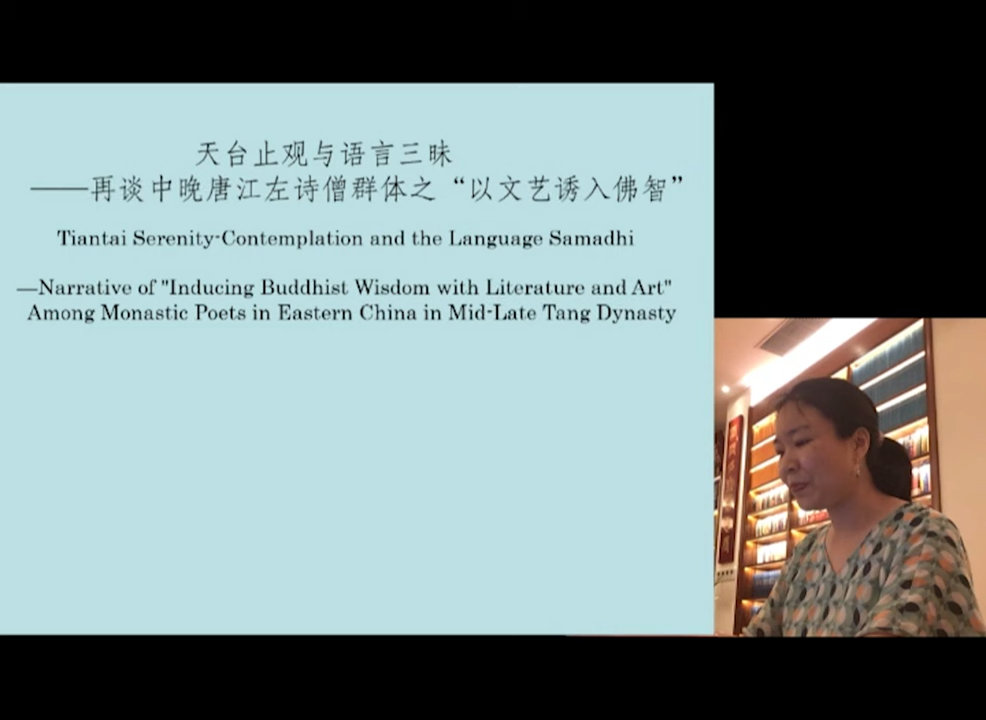 天台止观与语言三昧
——再谈中晚唐江左诗僧群体之“以文艺诱入佛智”
Tiantai Serenity-Contemplation and the Language Samadhi
—Narrative of "Inducing Buddhist Wisdom with Literature and Art"
Among Monastic Poets in Eastern China in Mid-Late Tang Dynasty